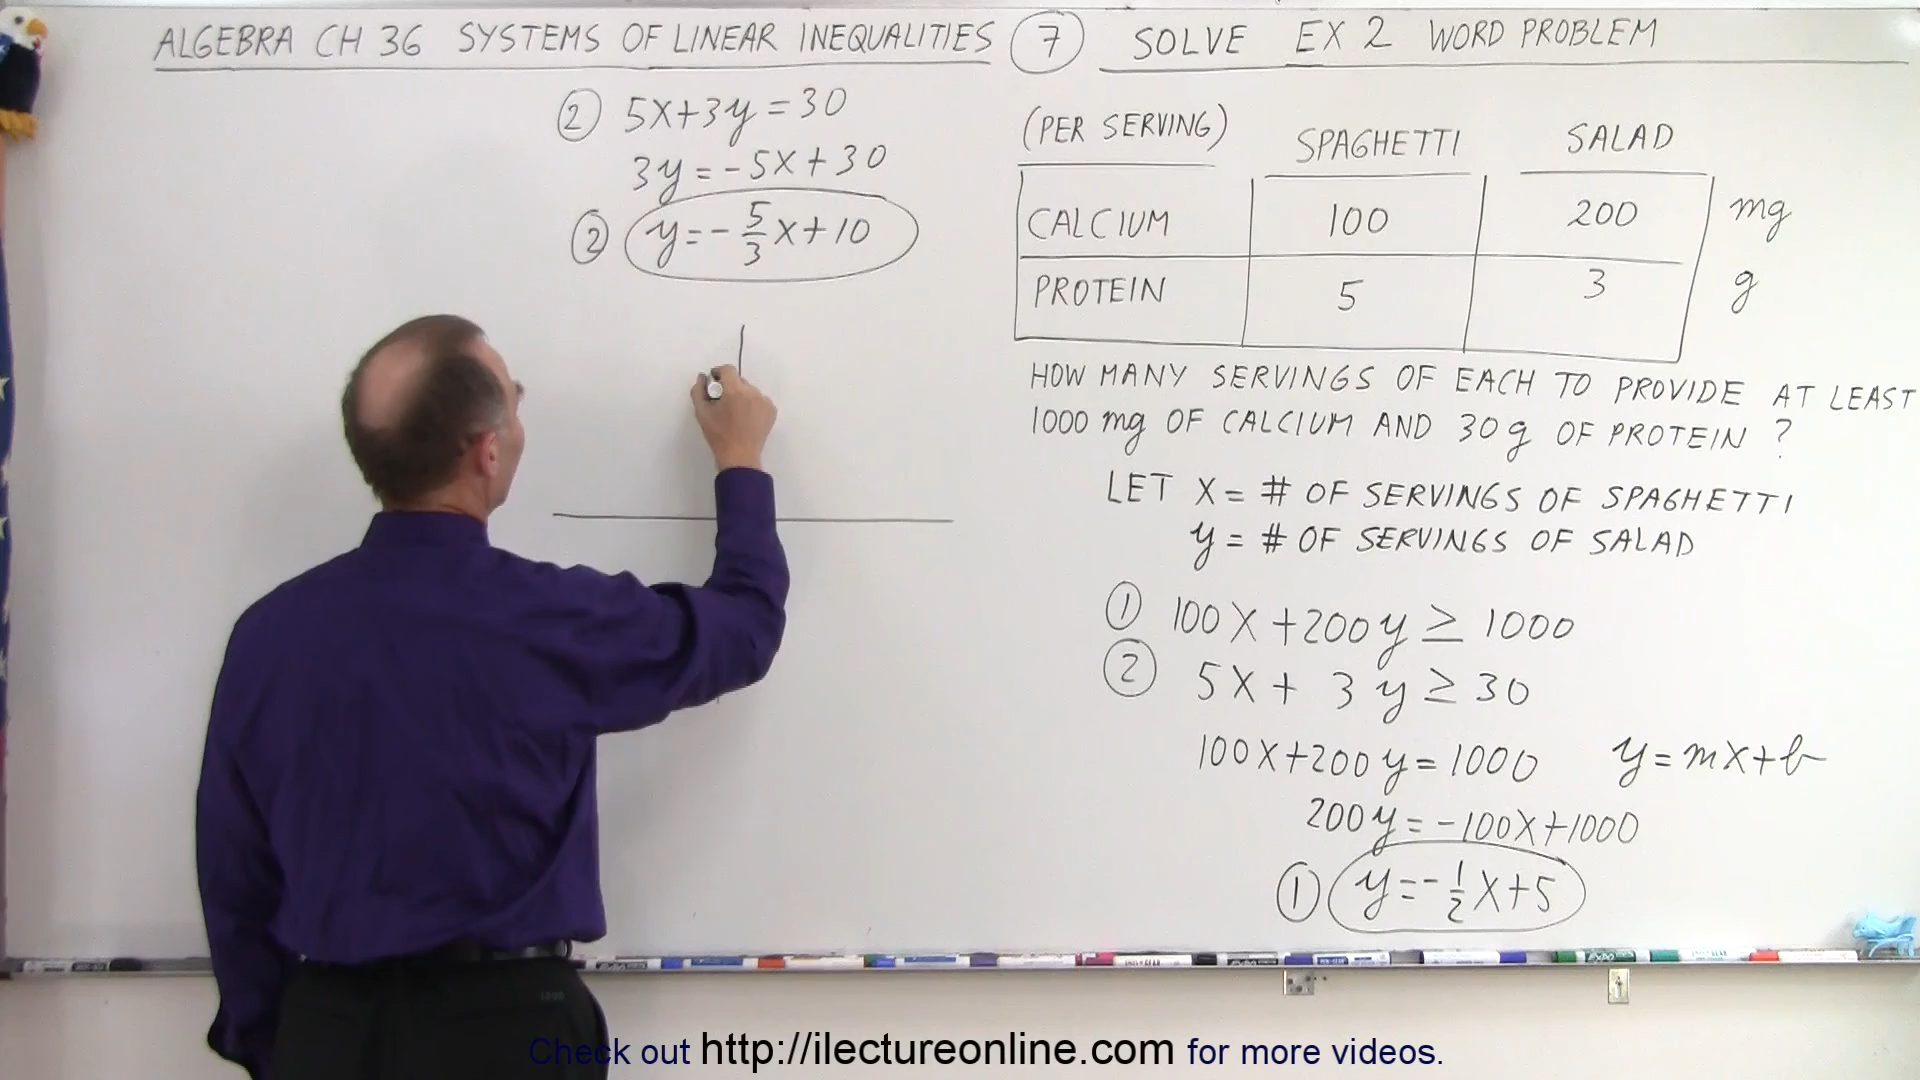 ALGEBRA CH 36 SYSTEMS OF LINEAR INEQUALITIES 7 SOLVE EX 2 WORD PROBLEM
2 5X+3y=30
3y=-5X+30
2 y=-5/3X+10
(PER SERVING) SPAGHETTI SALAD
CALCIUM 100 200 mg
PROTEIN 5 3 g
HOW MANY SERVINGS OF EACH TO PROVIDE AT LEAST
1000 mg OF CALCIUM AND 30g OF PROTEIN ?
LET X = # OF SERVINGS OF SPAGHETTI
y = # OF SERVINGS OF SALAD
1 100X+200y≥1000
2 5X+3y≥30
100X+200y=1000 y=mX+b
200y=-100X+1000
1 y=-1/2X+5
Check out http://ilectureonline.com for more videos.